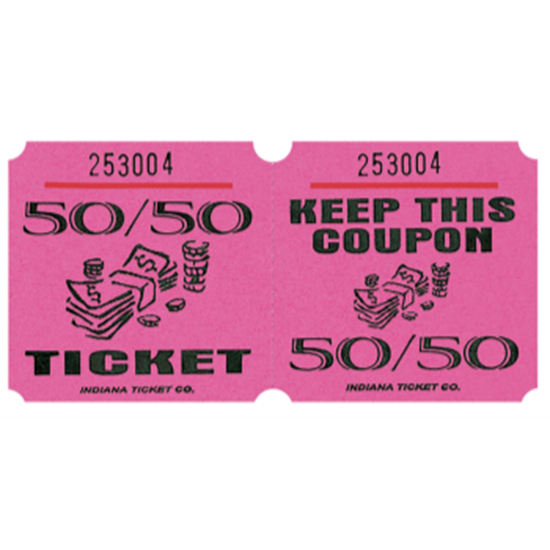 253004
50/50
TICKET
INDIANA TICKET CO.
253004
KEEP THIS
COUPON
50/50
INDIANA TICKET CO.